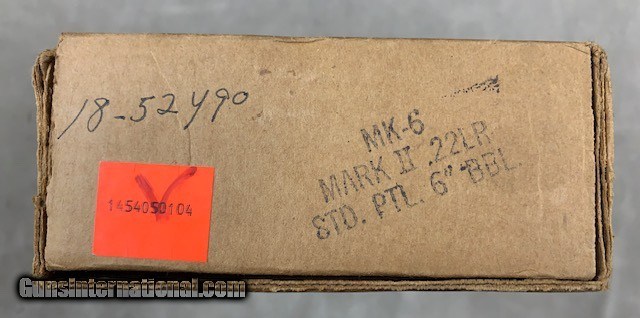 18-52490
MK-6
MARK II .22LR
STD. PTL. 6" BBL.
1454050104
GunsInternational.com